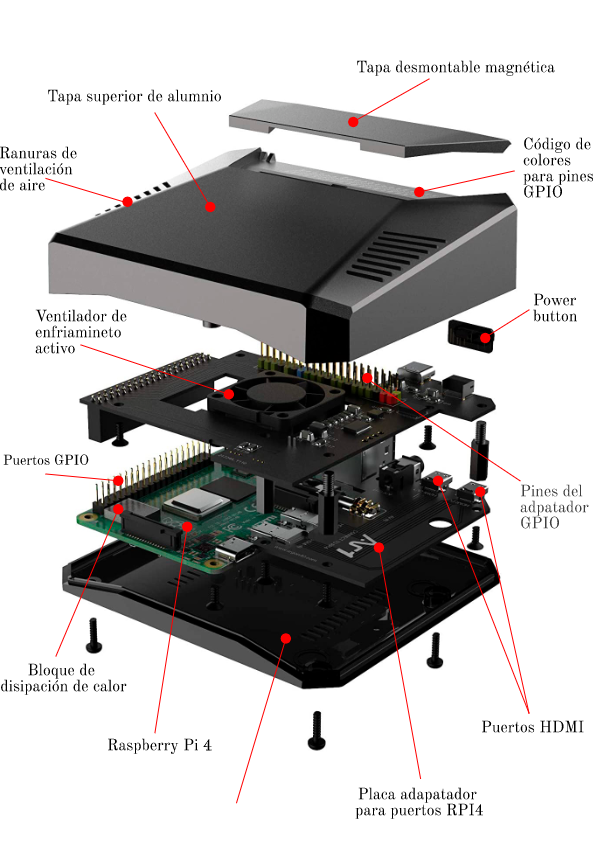 Tapa desmontable magnética
Tapa superior de alumnio
Código de
colores
para pines
GPIO
Ranuras de
ventilación
de aire
Power
button
Ventilador de
enfriamineto
activo
Puertos GPIO
Pines del
adpatador
GPIO
Bloque de
disipación de calor
Puertos HDMI
Raspberry Pi 4
Placa adapatador
para puertos RPI4